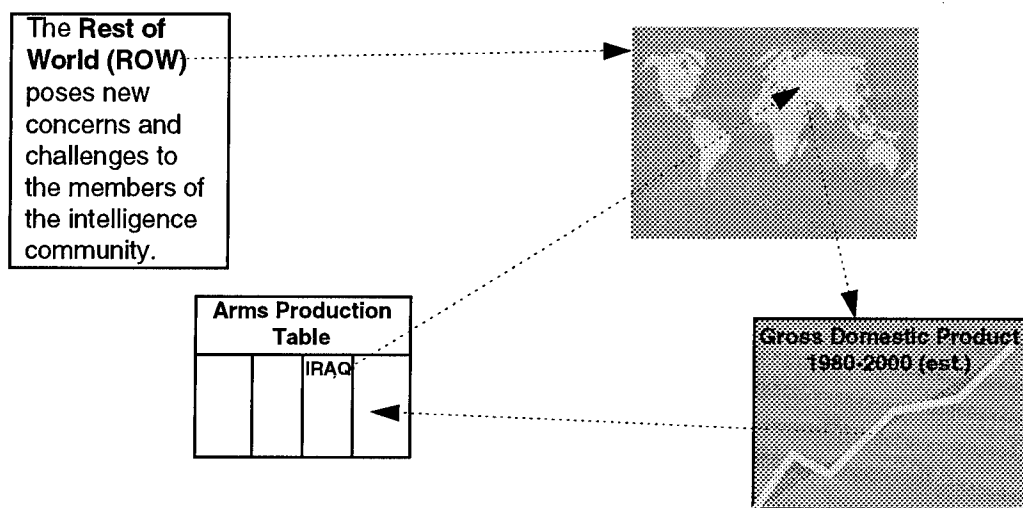 The Rest of
World (ROW)
poses new
concerns and
challenges to
the members of
the intelligence
community.
Arms Production
Table
IRAQ
Gross Domestic Product
1980-2000 (est.)